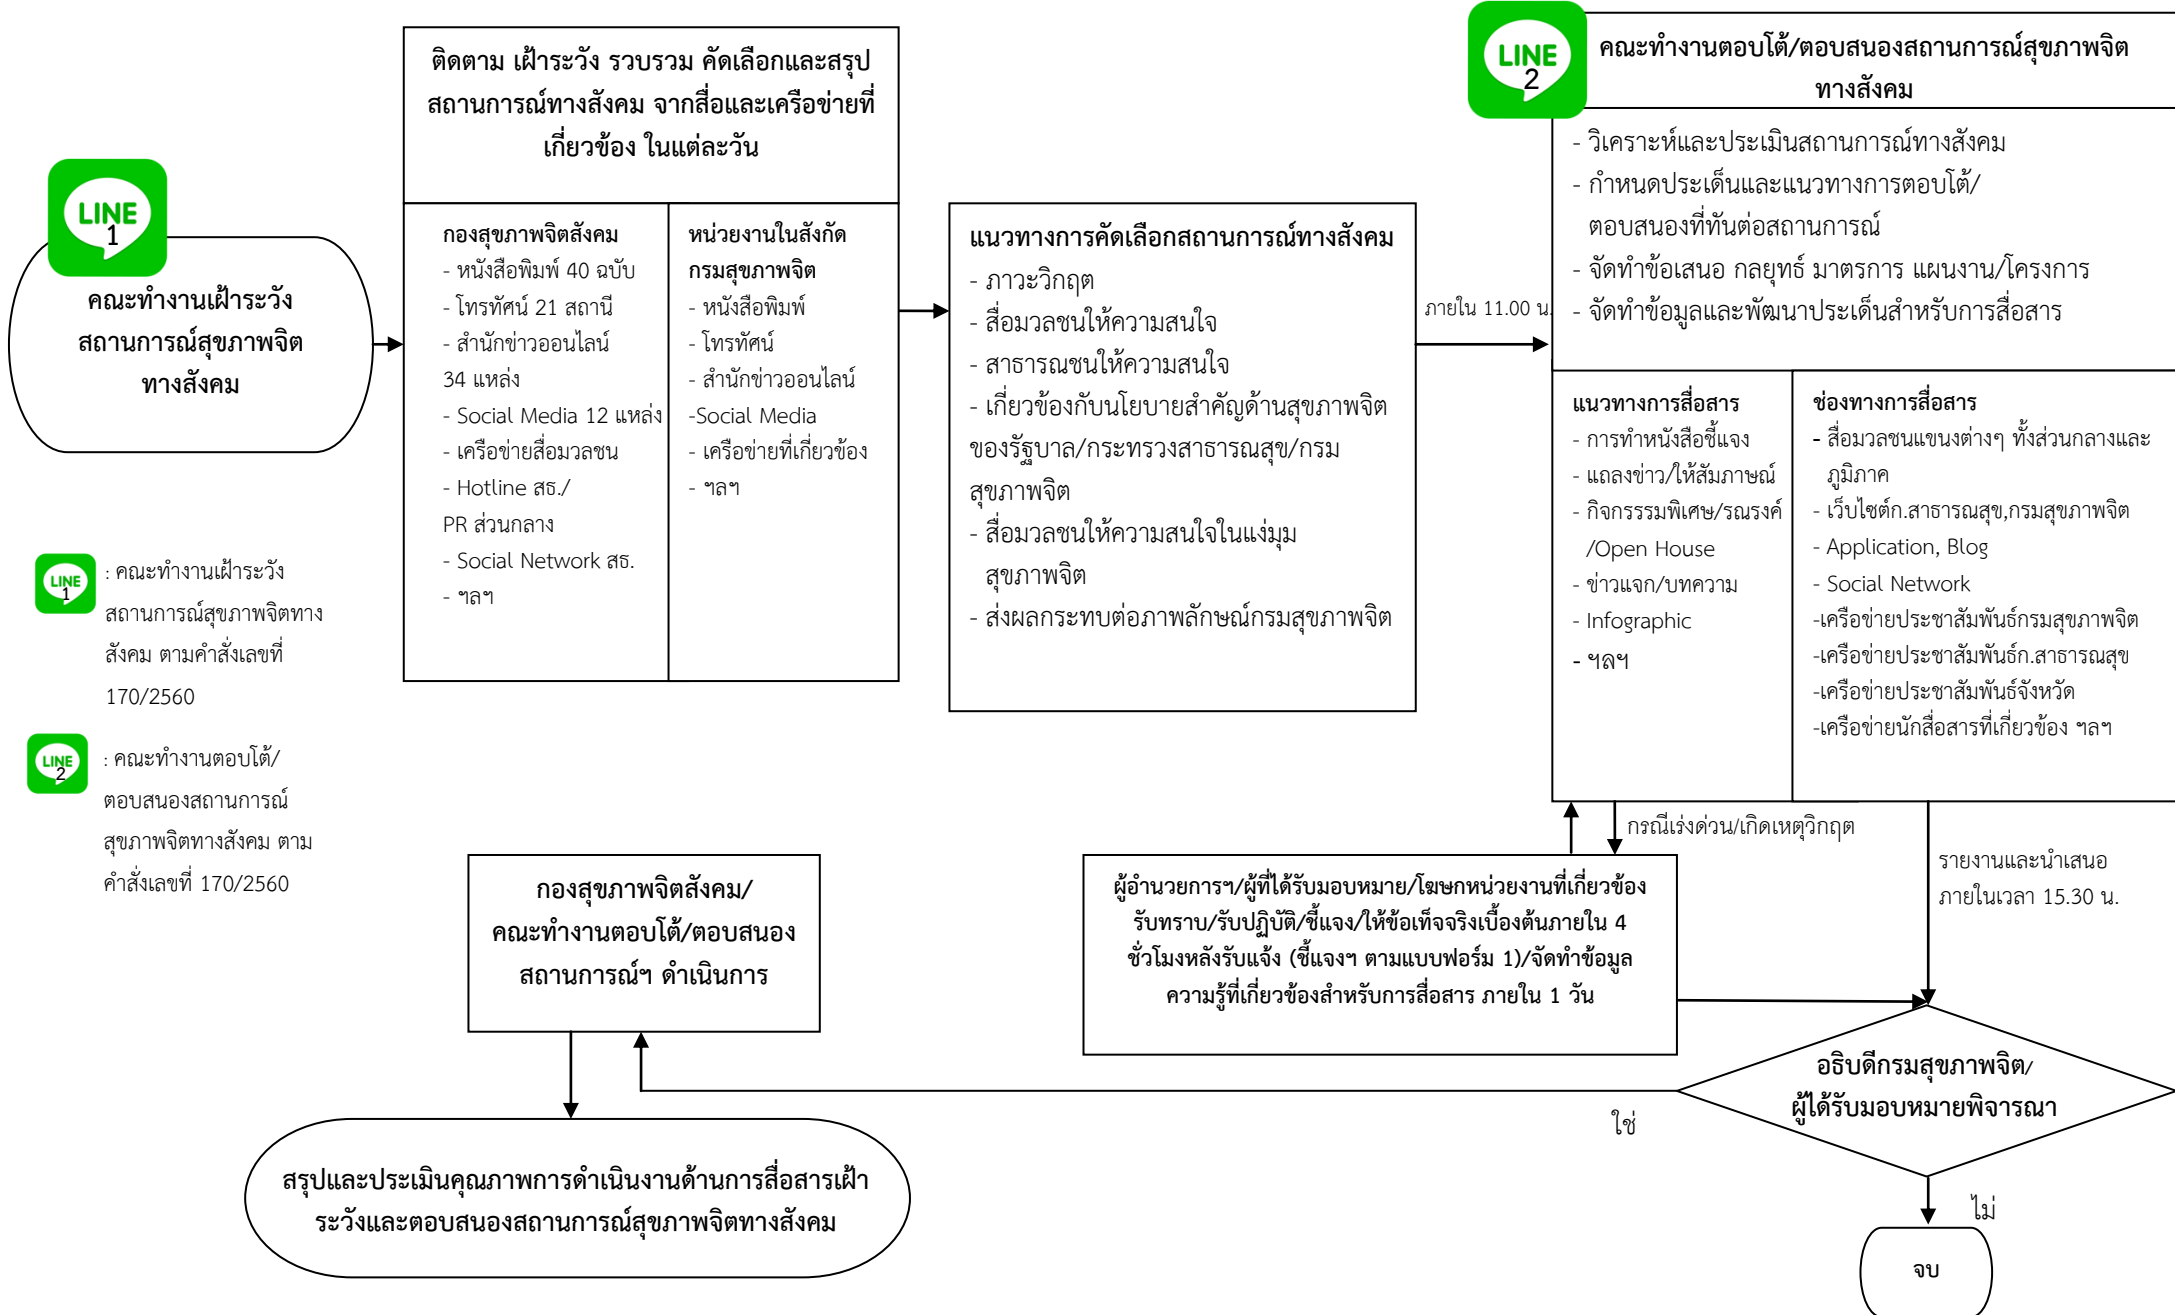 LINE
1
คณะทำงานเฝ้าระวัง
สถานการณ์สุขภาพจิต
ทางสังคม
ติดตาม เฝ้าระวัง รวบรวม คัดเลือกและสรุป
สถานการณ์ทางสังคม จากสื่อและเครือข่ายที่
เกี่ยวข้อง ในแต่ละวัน
กองสุขภาพจิตสังคม
- หนังสือพิมพ์ 40 ฉบับ
- โทรทัศน์ 21 สถานี
- สำนักข่าวออนไลน์
34 แหล่ง
- Social Media 12 แหล่ง
- เครือข่ายสื่อมวลชน
- Hotline สธ./
PR ส่วนกลาง
- Social Network สธ.
- ฯลฯ
หน่วยงานในสังกัด
กรมสุขภาพจิต
- หนังสือพิมพ์
- โทรทัศน์
- สำนักข่าวออนไลน์
-Social Media
- เครือข่ายที่เกี่ยวข้อง
- ฯลฯ
แนวทางการคัดเลือกสถานการณ์ทางสังคม
- ภาวะวิกฤต
- สื่อมวลชนให้ความสนใจ
- สาธารณชนให้ความสนใจ
- เกี่ยวข้องกับนโยบายสำคัญด้านสุขภาพจิต
ของรัฐบาล/กระทรวงสาธารณสุข/กรม
สุขภาพจิต
- สื่อมวลชนให้ความสนใจในแง่มุม
สุขภาพจิต
- ส่งผลกระทบต่อภาพลักษณ์กรมสุขภาพจิต
ภายใน 11.00 น.
LINE
2
คณะทำงานตอบโต้/ตอบสนองสถานการณ์สุขภาพจิต
ทางสังคม
- วิเคราะห์และประเมินสถานการณ์ทางสังคม
- กำหนดประเด็นและแนวทางการตอบโต้/
ตอบสนองที่ทันต่อสถานการณ์
- จัดทำข้อเสนอ กลยุทธ์ มาตรการ แผนงาน/โครงการ
- จัดทำข้อมูลและพัฒนาประเด็นสำหรับการสื่อสาร
แนวทางการสื่อสาร
- การทำหนังสือชี้แจง
- แถลงข่าว/ให้สัมภาษณ์
- กิจกรรรมพิเศษ/รณรงค์
/Open House
- ข่าวแจก/บทความ
- Infographic
- ฯลฯ
ช่องทางการสื่อสาร
- สื่อมวลชนแขนงต่างๆ ทั้งส่วนกลางและ
ภูมิภาค
- เว็บไซต์ก.สาธารณสุข,กรมสุขภาพจิต
- Application, Blog
- Social Network
-เครือข่ายประชาสัมพันธ์กรมสุขภาพจิต
-เครือข่ายประชาสัมพันธ์ก.สาธารณสุข
-เครือข่ายประชาสัมพันธ์จังหวัด
-เครือข่ายนักสื่อสารที่เกี่ยวข้อง ฯลฯ
LINE
1
: คณะทำงานเฝ้าระวัง
สถานการณ์สุขภาพจิตทาง
สังคม ตามคำสั่งเลขที่
170/2560
LINE
2
: คณะทำงานตอบโต้/
ตอบสนองสถานการณ์
สุขภาพจิตทางสังคม ตาม
คำสั่งเลขที่ 170/2560
กรณีเร่งด่วน/เกิดเหตุวิกฤต
รายงานและนำเสนอ
ภายในเวลา 15.30 น.
ผู้อำนวยการฯ/ผู้ที่ได้รับมอบหมาย/โฆษกหน่วยงานที่เกี่ยวข้อง
รับทราบ/รับปฏิบัติ/ชี้แจง/ให้ข้อเท็จจริงเบื้องต้นภายใน 4
ชั่วโมงหลังรับแจ้ง (ชี้แจงฯ ตามแบบฟอร์ม 1)/จัดทำข้อมูล
ความรู้ที่เกี่ยวข้องสำหรับการสื่อสาร ภายใน 1 วัน
กองสุขภาพจิตสังคม/
คณะทำงานตอบโต้/ตอบสนอง
สถานการณ์ฯ ดำเนินการ
อธิบดีกรมสุขภาพจิต/
ผู้ได้รับมอบหมายพิจารณา
ใช่
ไม่
สรุปและประเมินคุณภาพการดำเนินงานด้านการสื่อสารเฝ้า
ระวังและตอบสนองสถานการณ์สุขภาพจิตทางสังคม
จบ